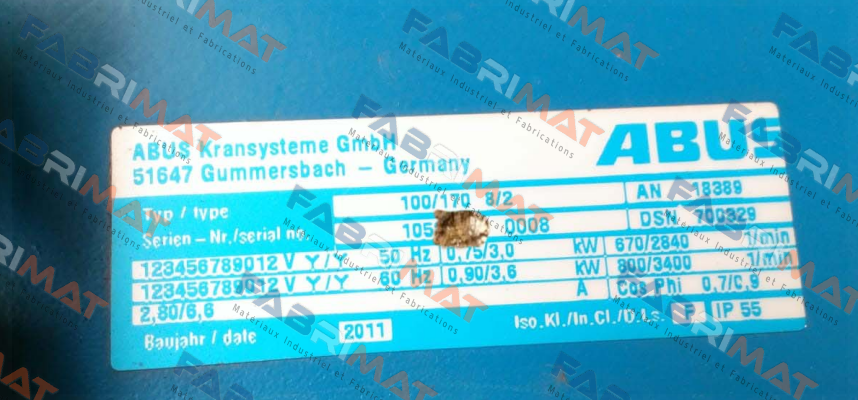 ABUS Kransysteme GmbH
51647 Gummersbach – Germany
ABUS
Typ / type 100/170 8/2 AN 18389
Serien – Nr./serial no 105 0008 DSN 700329
123456789012 V Y/Y 50 Hz 0,75/3,0 kW 670/2840 1/min
123456789012 V Y/Y 60 Hz 0,90/3,6 kW 800/3400 1/min
2,80/6,6 A Cos Phi 0,7/0,9
Baujahr / date 2011 Iso.Kl./In.Cl./Cl.Is. F IP 55
FABRIMAT
Materiaux Industriel et Fabrications